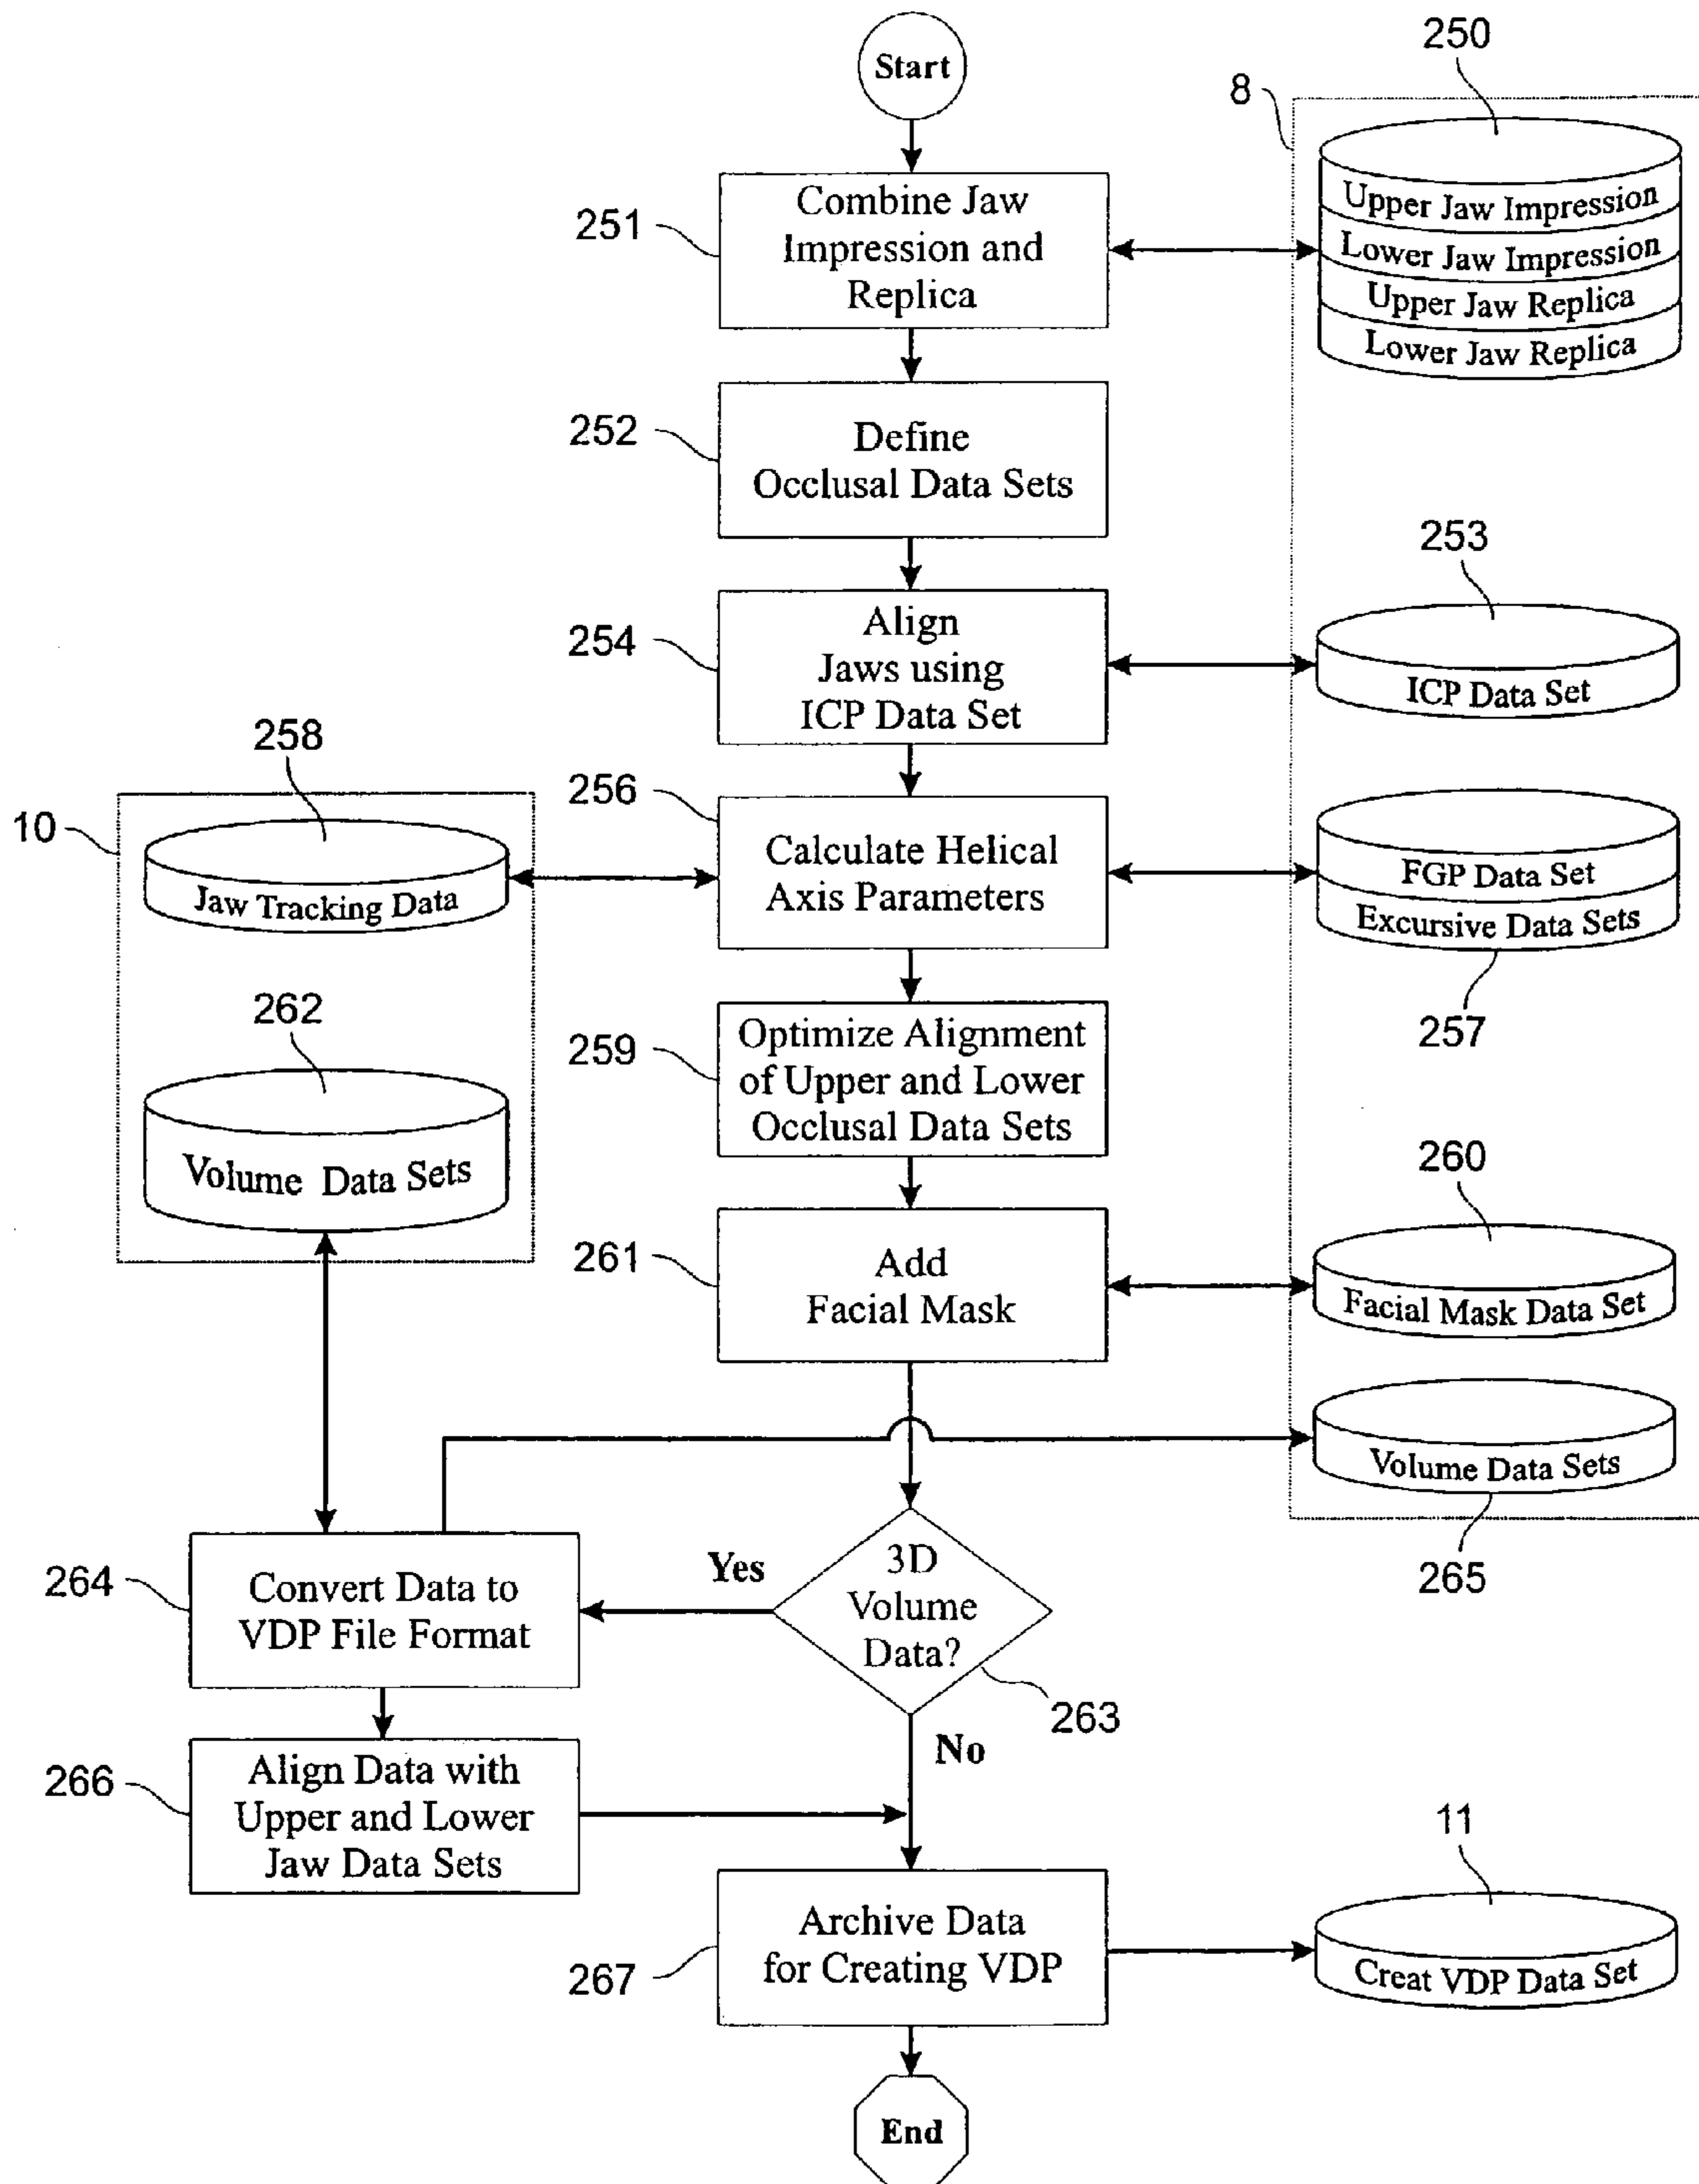 Start
250
8
Upper Jaw Impression
Lower Jaw Impression
Upper Jaw Replica
Lower Jaw Replica
251
Combine Jaw
Impression and
Replica
252
Define
Occlusal Data Sets
253
ICP Data Set
254
Align
Jaws using
ICP Data Set
258
10
Jaw Tracking Data
256
Calculate Helical
Axis Parameters
FGP Data Set
Excursive Data Sets
257
262
Volume Data Sets
259
Optimize Alignment
of Upper and Lower
Occlusal Data Sets
260
Facial Mask Data Set
261
Add
Facial Mask
Volume Data Sets
265
264
Convert Data to
VDP File Format
Yes
3D
Volume
Data?
263
No
266
Align Data with
Upper and Lower
Jaw Data Sets
11
Creat VDP Data Set
267
Archive Data
for Creating VDP
End